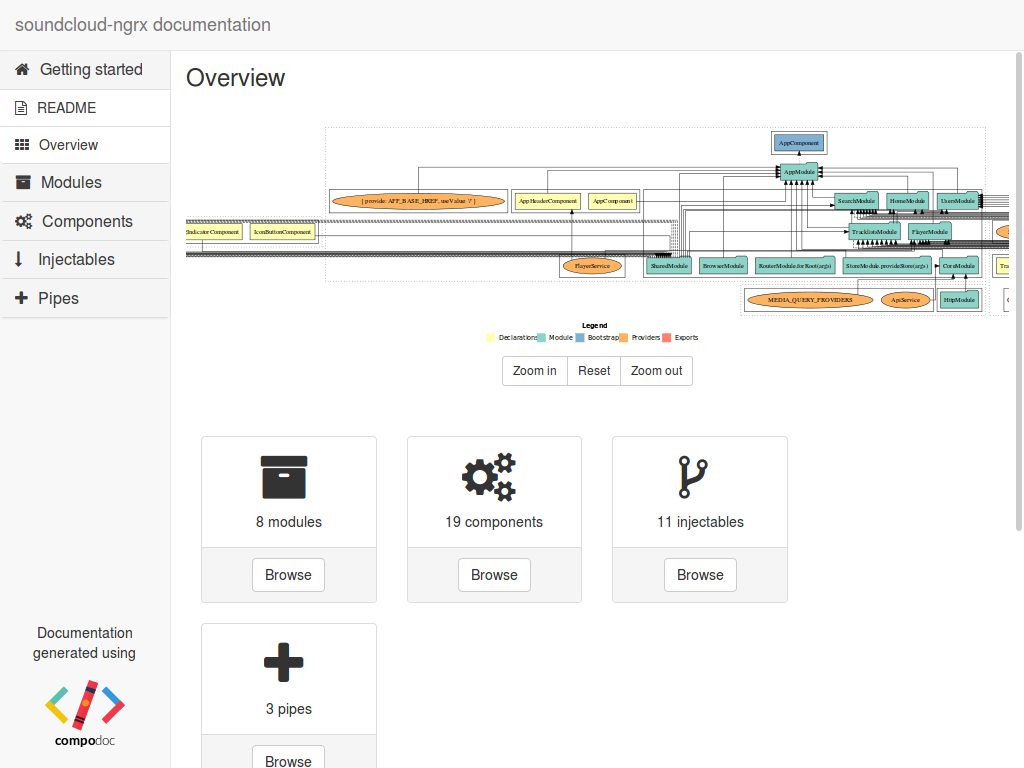 soundcloud-ngrx documentation
Getting started
README
Overview
Modules
Components
Injectables
Pipes
Documentation
generated using
compodoc
Overview
AppComponent
AppModule
{ provide: APP_BASE_HREF, useValue: '/' }
AppHeaderComponent
AppComponent
SearchModule
HomeModule
UsersModule
IndicatorComponent
IconButtonComponent
TracklistsModule
PlayerModule
PlayerService
SharedModule
BrowserModule
RouterModule.forRoot(args)
StoreModule.provideStore(args)
CoreModule
MEDIA_QUERY_PROVIDERS
ApiService
HttpModule
Legend
Declarations Module Bootstrap Providers Exports
Zoom in Reset Zoom out
8 modules
Browse
19 components
Browse
11 injectables
Browse
3 pipes
Browse